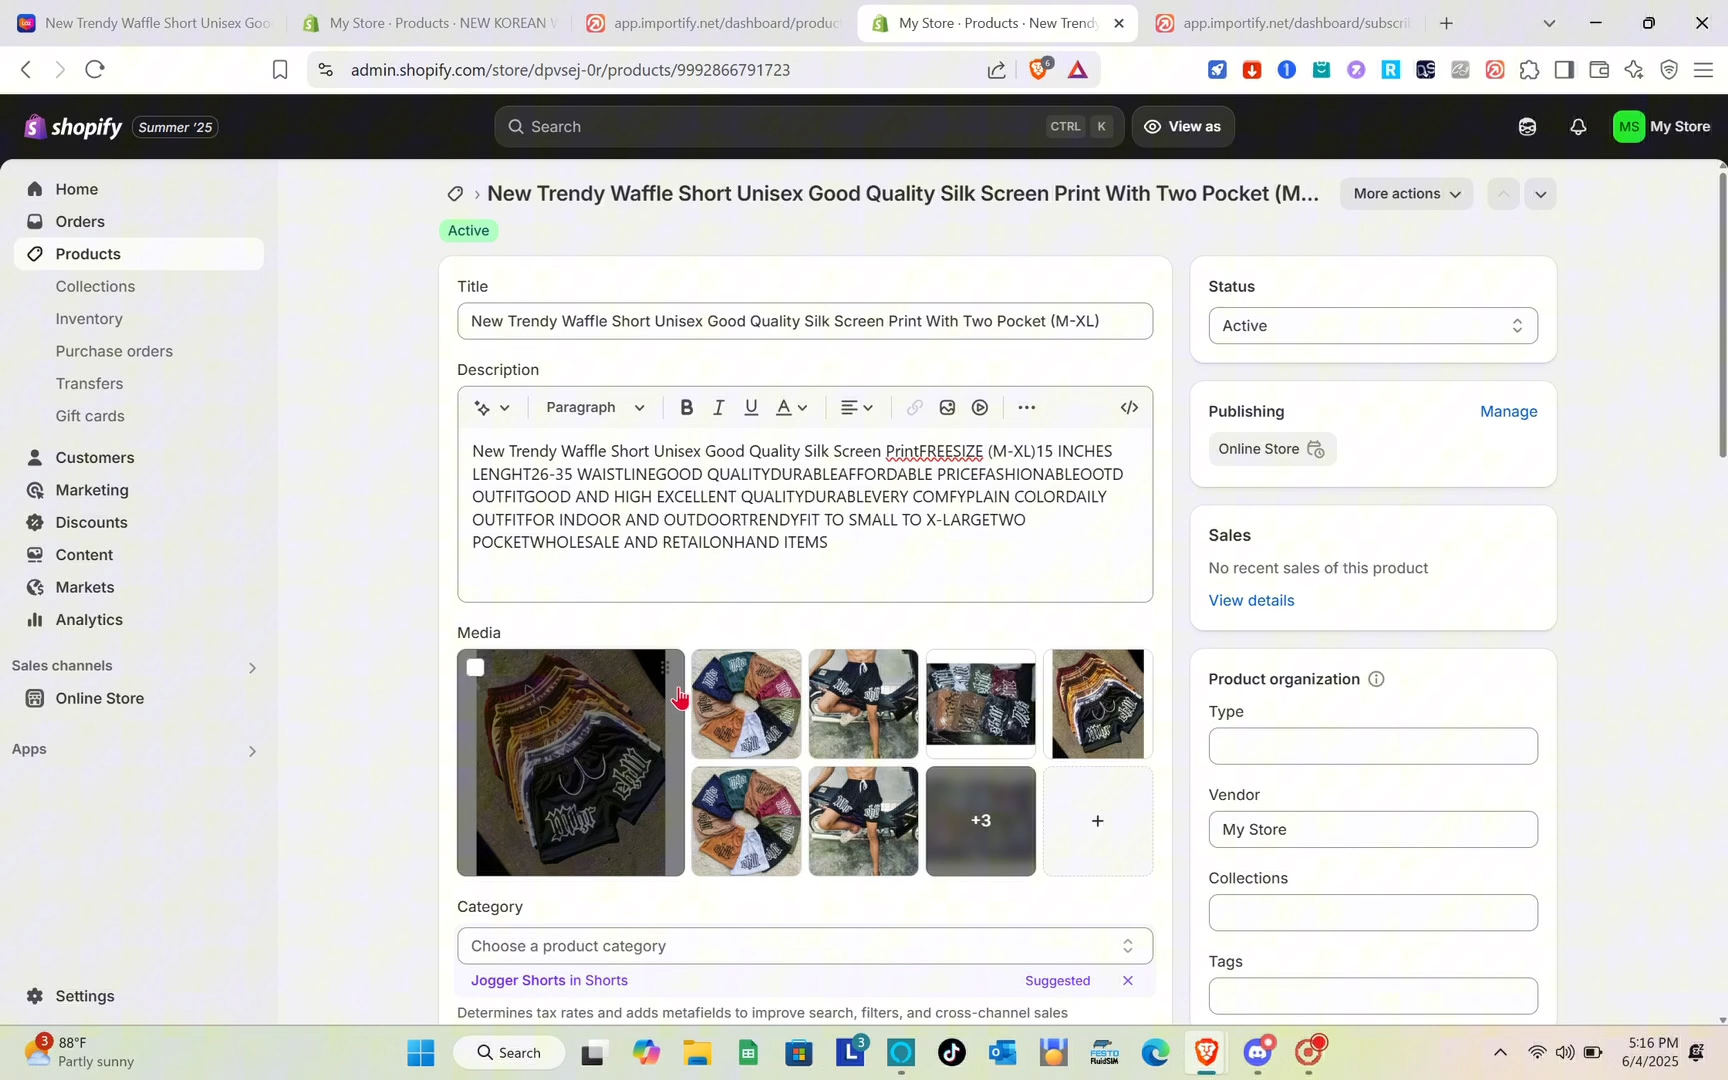 New Trendy Waffle Short Unisex Goo
My Store · Products · NEW KOREAN
app.importify.net/dashboard/produc
My Store · Products · New Trendy
app.importify.net/dashboard/subscri
admin.shopify.com/store/dpvsej-0r/products/9992866791723
6
shopify
Summer '25
Search
CTRL K
View as
MS My Store
Home
Orders
Products
Collections
Inventory
Purchase orders
Transfers
Gift cards
Customers
Marketing
Discounts
Content
Markets
Analytics
Sales channels
Online Store
Apps
Settings
New Trendy Waffle Short Unisex Good Quality Silk Screen Print With Two Pocket (M...
More actions
Active
Title
New Trendy Waffle Short Unisex Good Quality Silk Screen Print With Two Pocket (M-XL)
Description
Paragraph
B I U A
New Trendy Waffle Short Unisex Good Quality Silk Screen PrintFREESIZE (M-XL)15 INCHES
LENGHT26-35 WAISTLINEGOOD QUALITYDURABLEAFFORDABLE PRICEFASHIONABLEOOTD
OUTFITGOOD AND HIGH EXCELLENT QUALITYDURABLEVERY COMFYPLAIN COLORDAILY
OUTFITFOR INDOOR AND OUTDOORTRENDYFIT TO SMALL TO X-LARGETWO
POCKETWHOLESALE AND RETAILONHAND ITEMS
Media
+3
Category
Choose a product category
Jogger Shorts in Shorts
Suggested
Determines tax rates and adds metafields to improve search, filters, and cross-channel sales
Status
Active
Publishing
Manage
Online Store
Sales
No recent sales of this product
View details
Product organization
Type
Vendor
My Store
Collections
Tags
3
88°F
Partly sunny
Search
3
FESTO
FluidSIM
5:16 PM
6/4/2025